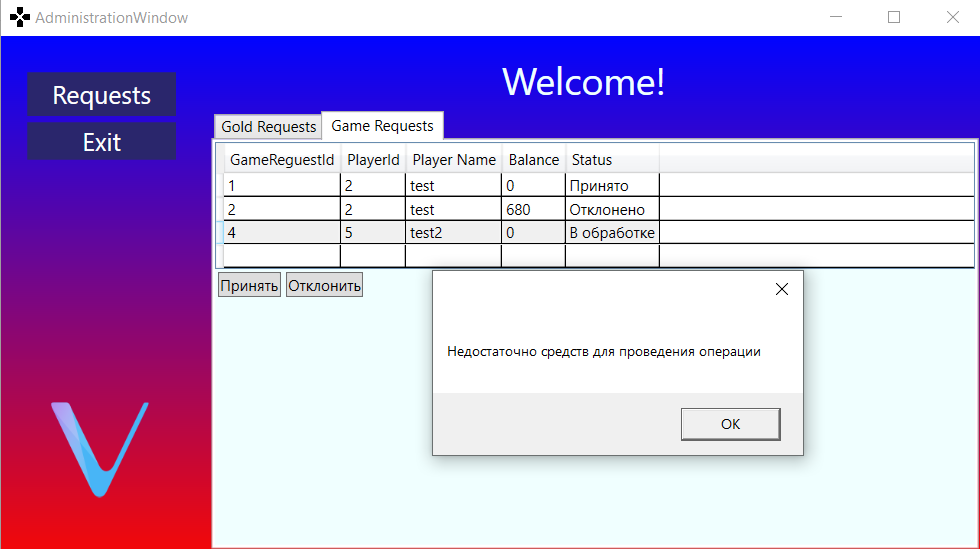 AdministrationWindow
Requests
Exit
Welcome!
Gold Requests Game Requests
GameReguestId PlayerId Player Name Balance Status
1 2 test 0 Принято
2 2 test 680 Отклонено
4 5 test2 0 В обработке
Принять Отклонить
Недостаточно средств для проведения операции
OK